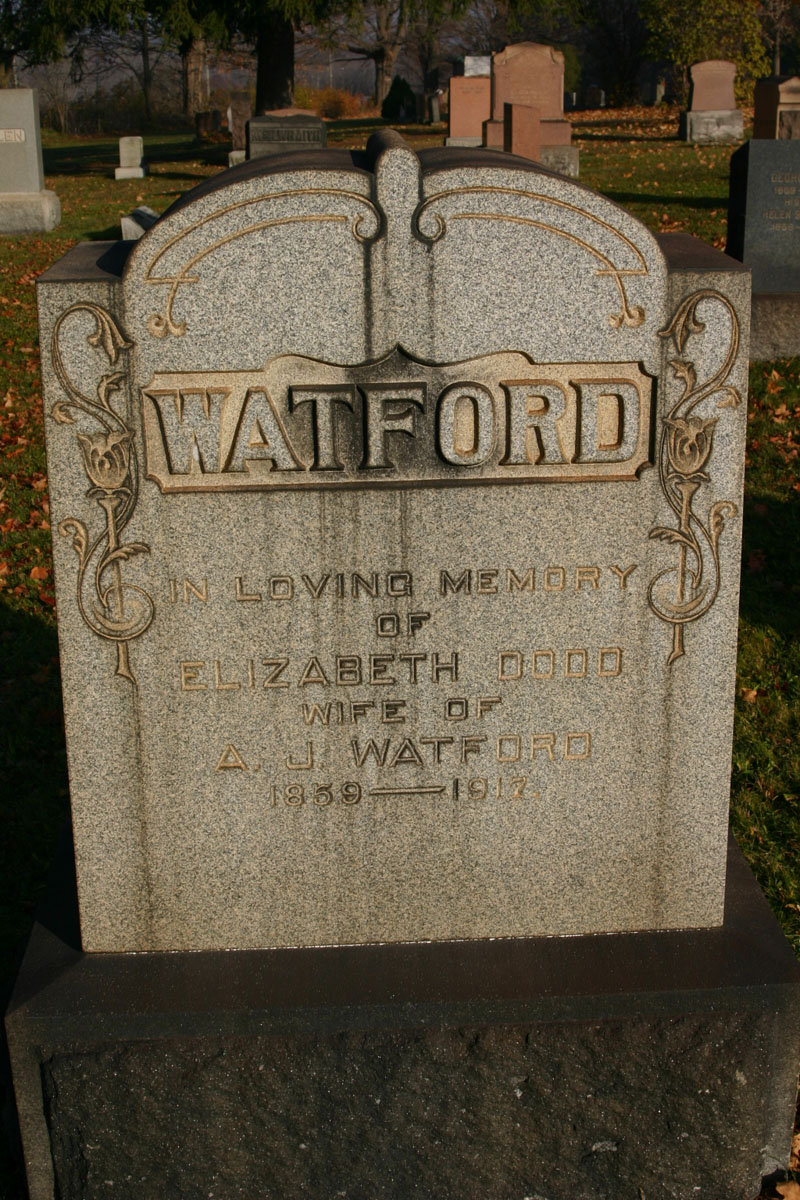 WATFORD
IN LOVING MEMORY
OF
ELIZABETH DODD
WIFE OF
A. J. WATFORD
1859 — 1917.